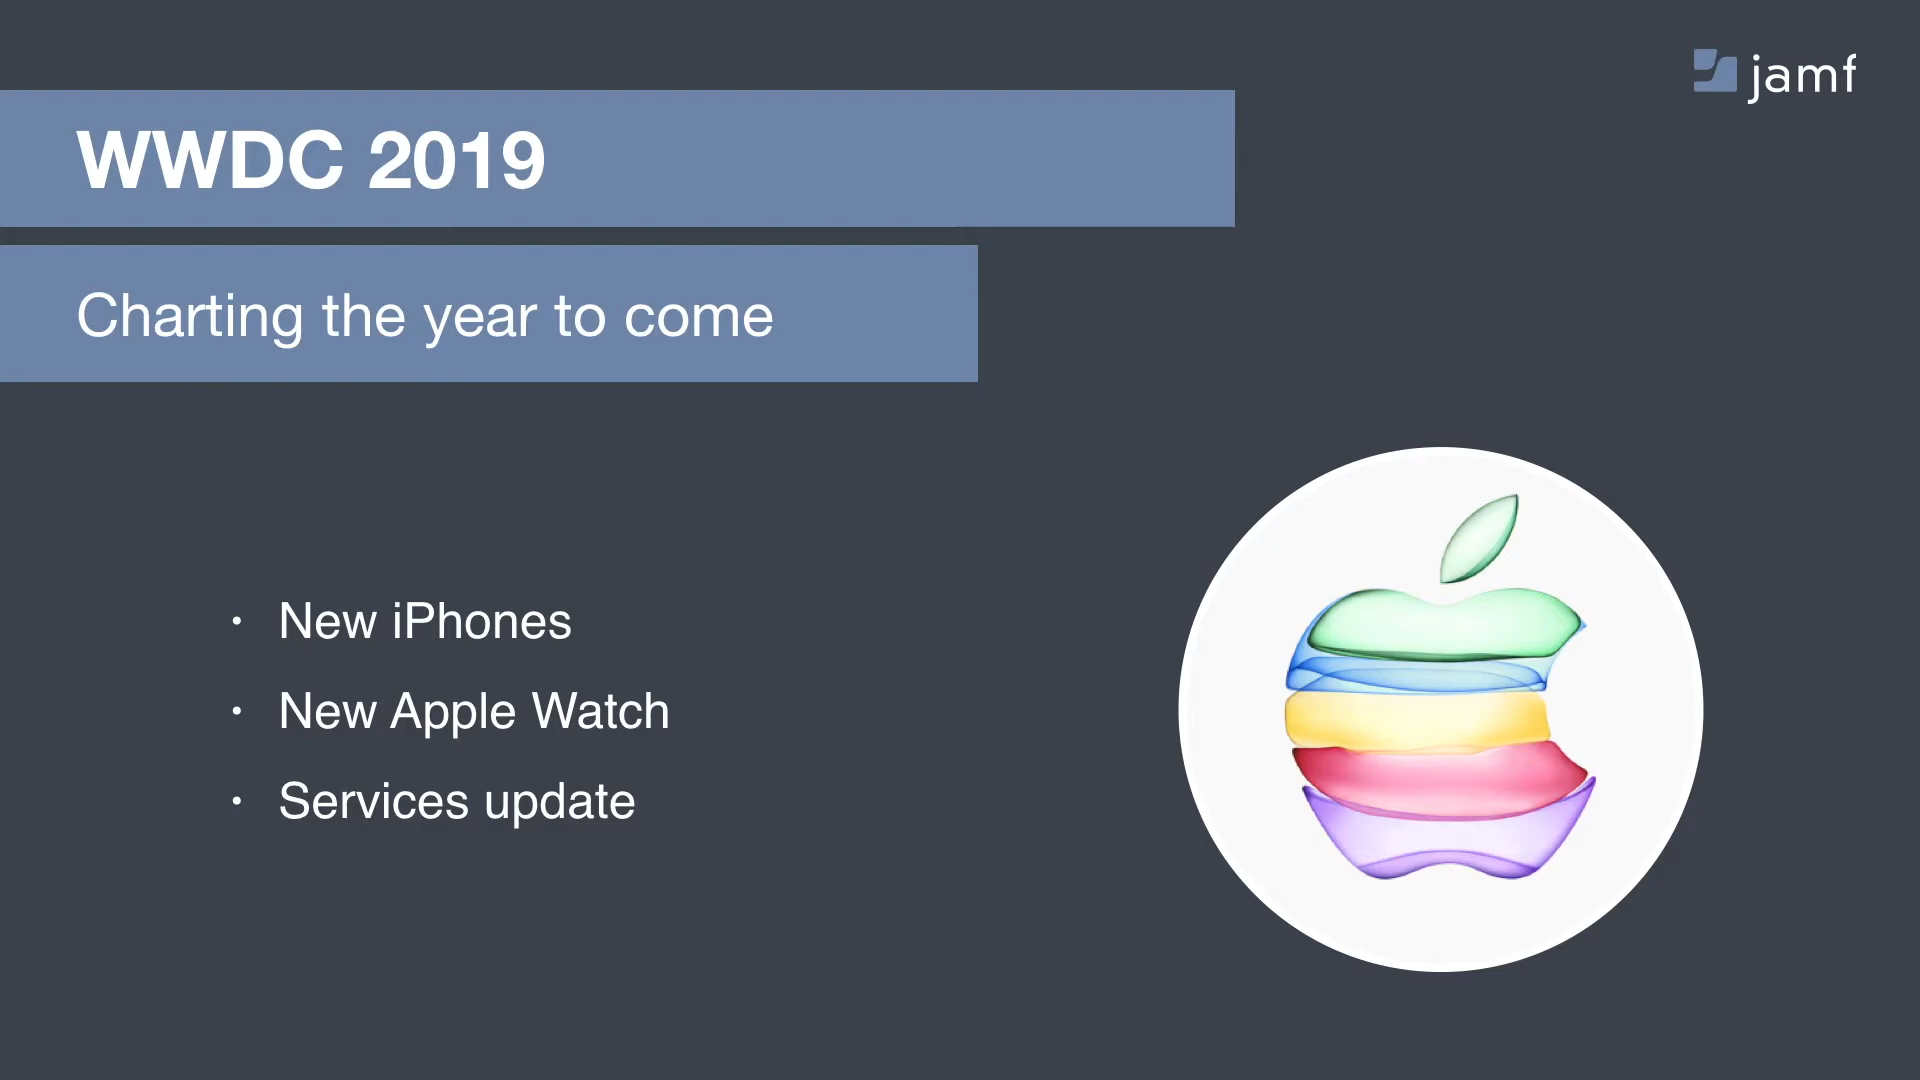 jamf
WWDC 2019
Charting the year to come
• New iPhones
• New Apple Watch
• Services update